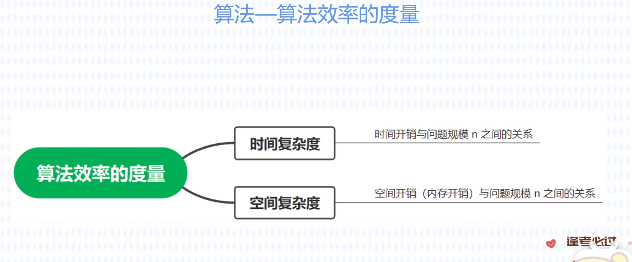 算法—算法效率的度量
算法效率的度量
时间复杂度
时间开销与问题规模 n 之间的关系
空间复杂度
空间开销（内存开销）与问题规模 n 之间的关系
逢考必过